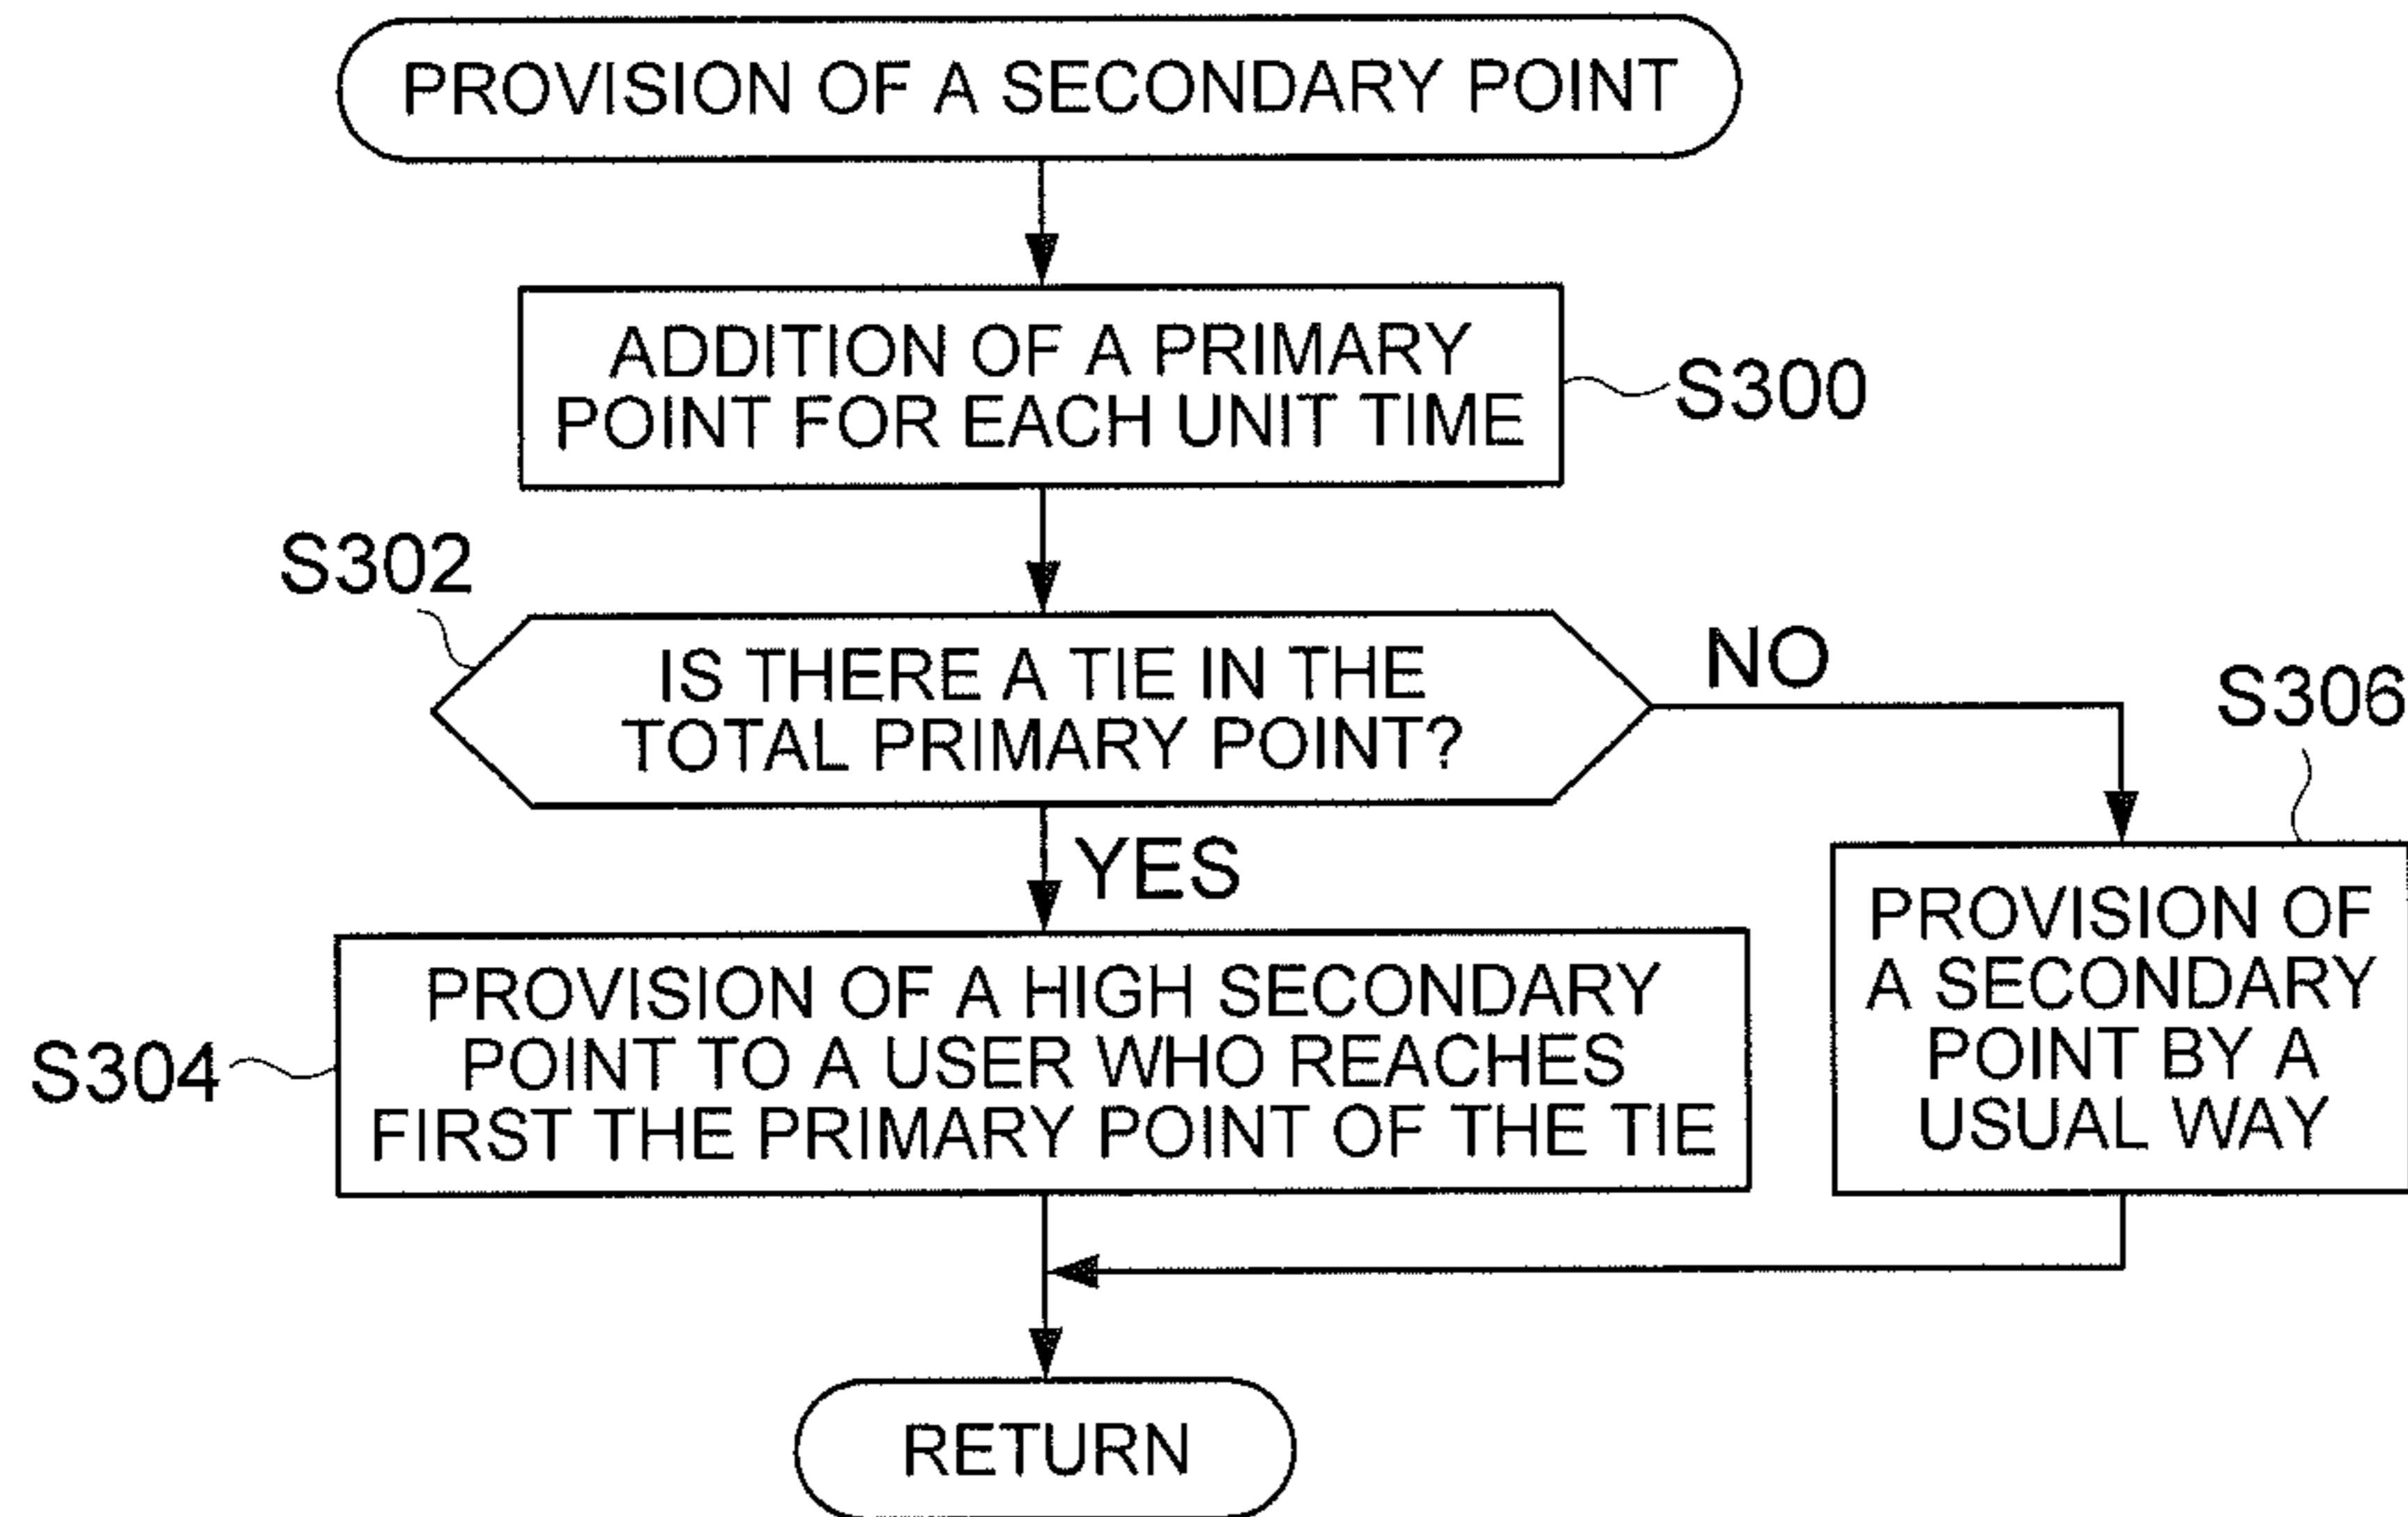 PROVISION OF A SECONDARY POINT
ADDITION OF A PRIMARY
POINT FOR EACH UNIT TIME
S300
S302
IS THERE A TIE IN THE
TOTAL PRIMARY POINT?
NO
S306
YES
PROVISION OF
A SECONDARY
POINT BY A
USUAL WAY
S304
PROVISION OF A HIGH SECONDARY
POINT TO A USER WHO REACHES
FIRST THE PRIMARY POINT OF THE TIE
RETURN